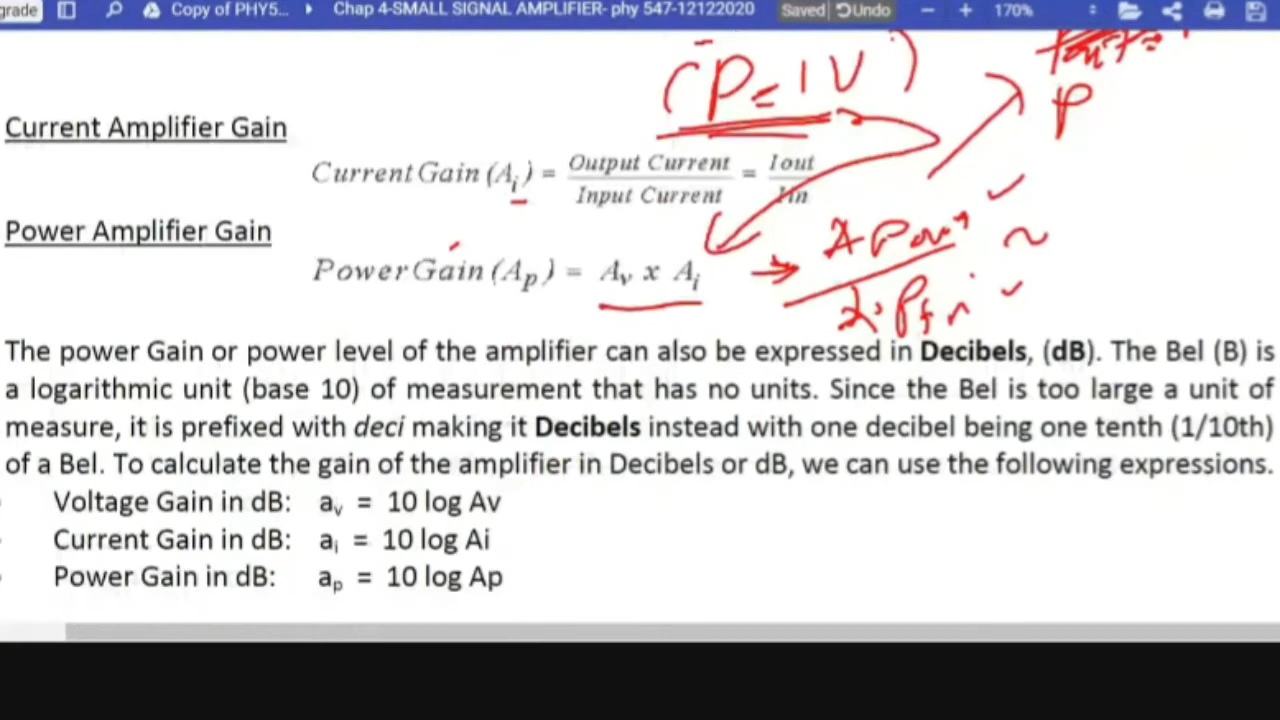 grade Copy of PHY5... Chap 4-SMALL SIGNAL AMPLIFIER- phy 547-12122020 Saved Undo − + 170%
(P=IV)
P
Current Amplifier Gain
Current Gain (Ai) = Output Current / Input Current = Iout / Iin
Power Amplifier Gain
Power Gain (Ap) = Av x Ai
The power Gain or power level of the amplifier can also be expressed in Decibels, (dB). The Bel (B) is
a logarithmic unit (base 10) of measurement that has no units. Since the Bel is too large a unit of
measure, it is prefixed with deci making it Decibels instead with one decibel being one tenth (1/10th)
of a Bel. To calculate the gain of the amplifier in Decibels or dB, we can use the following expressions.
Voltage Gain in dB: av = 10 log Av
Current Gain in dB: ai = 10 log Ai
Power Gain in dB: ap = 10 log Ap